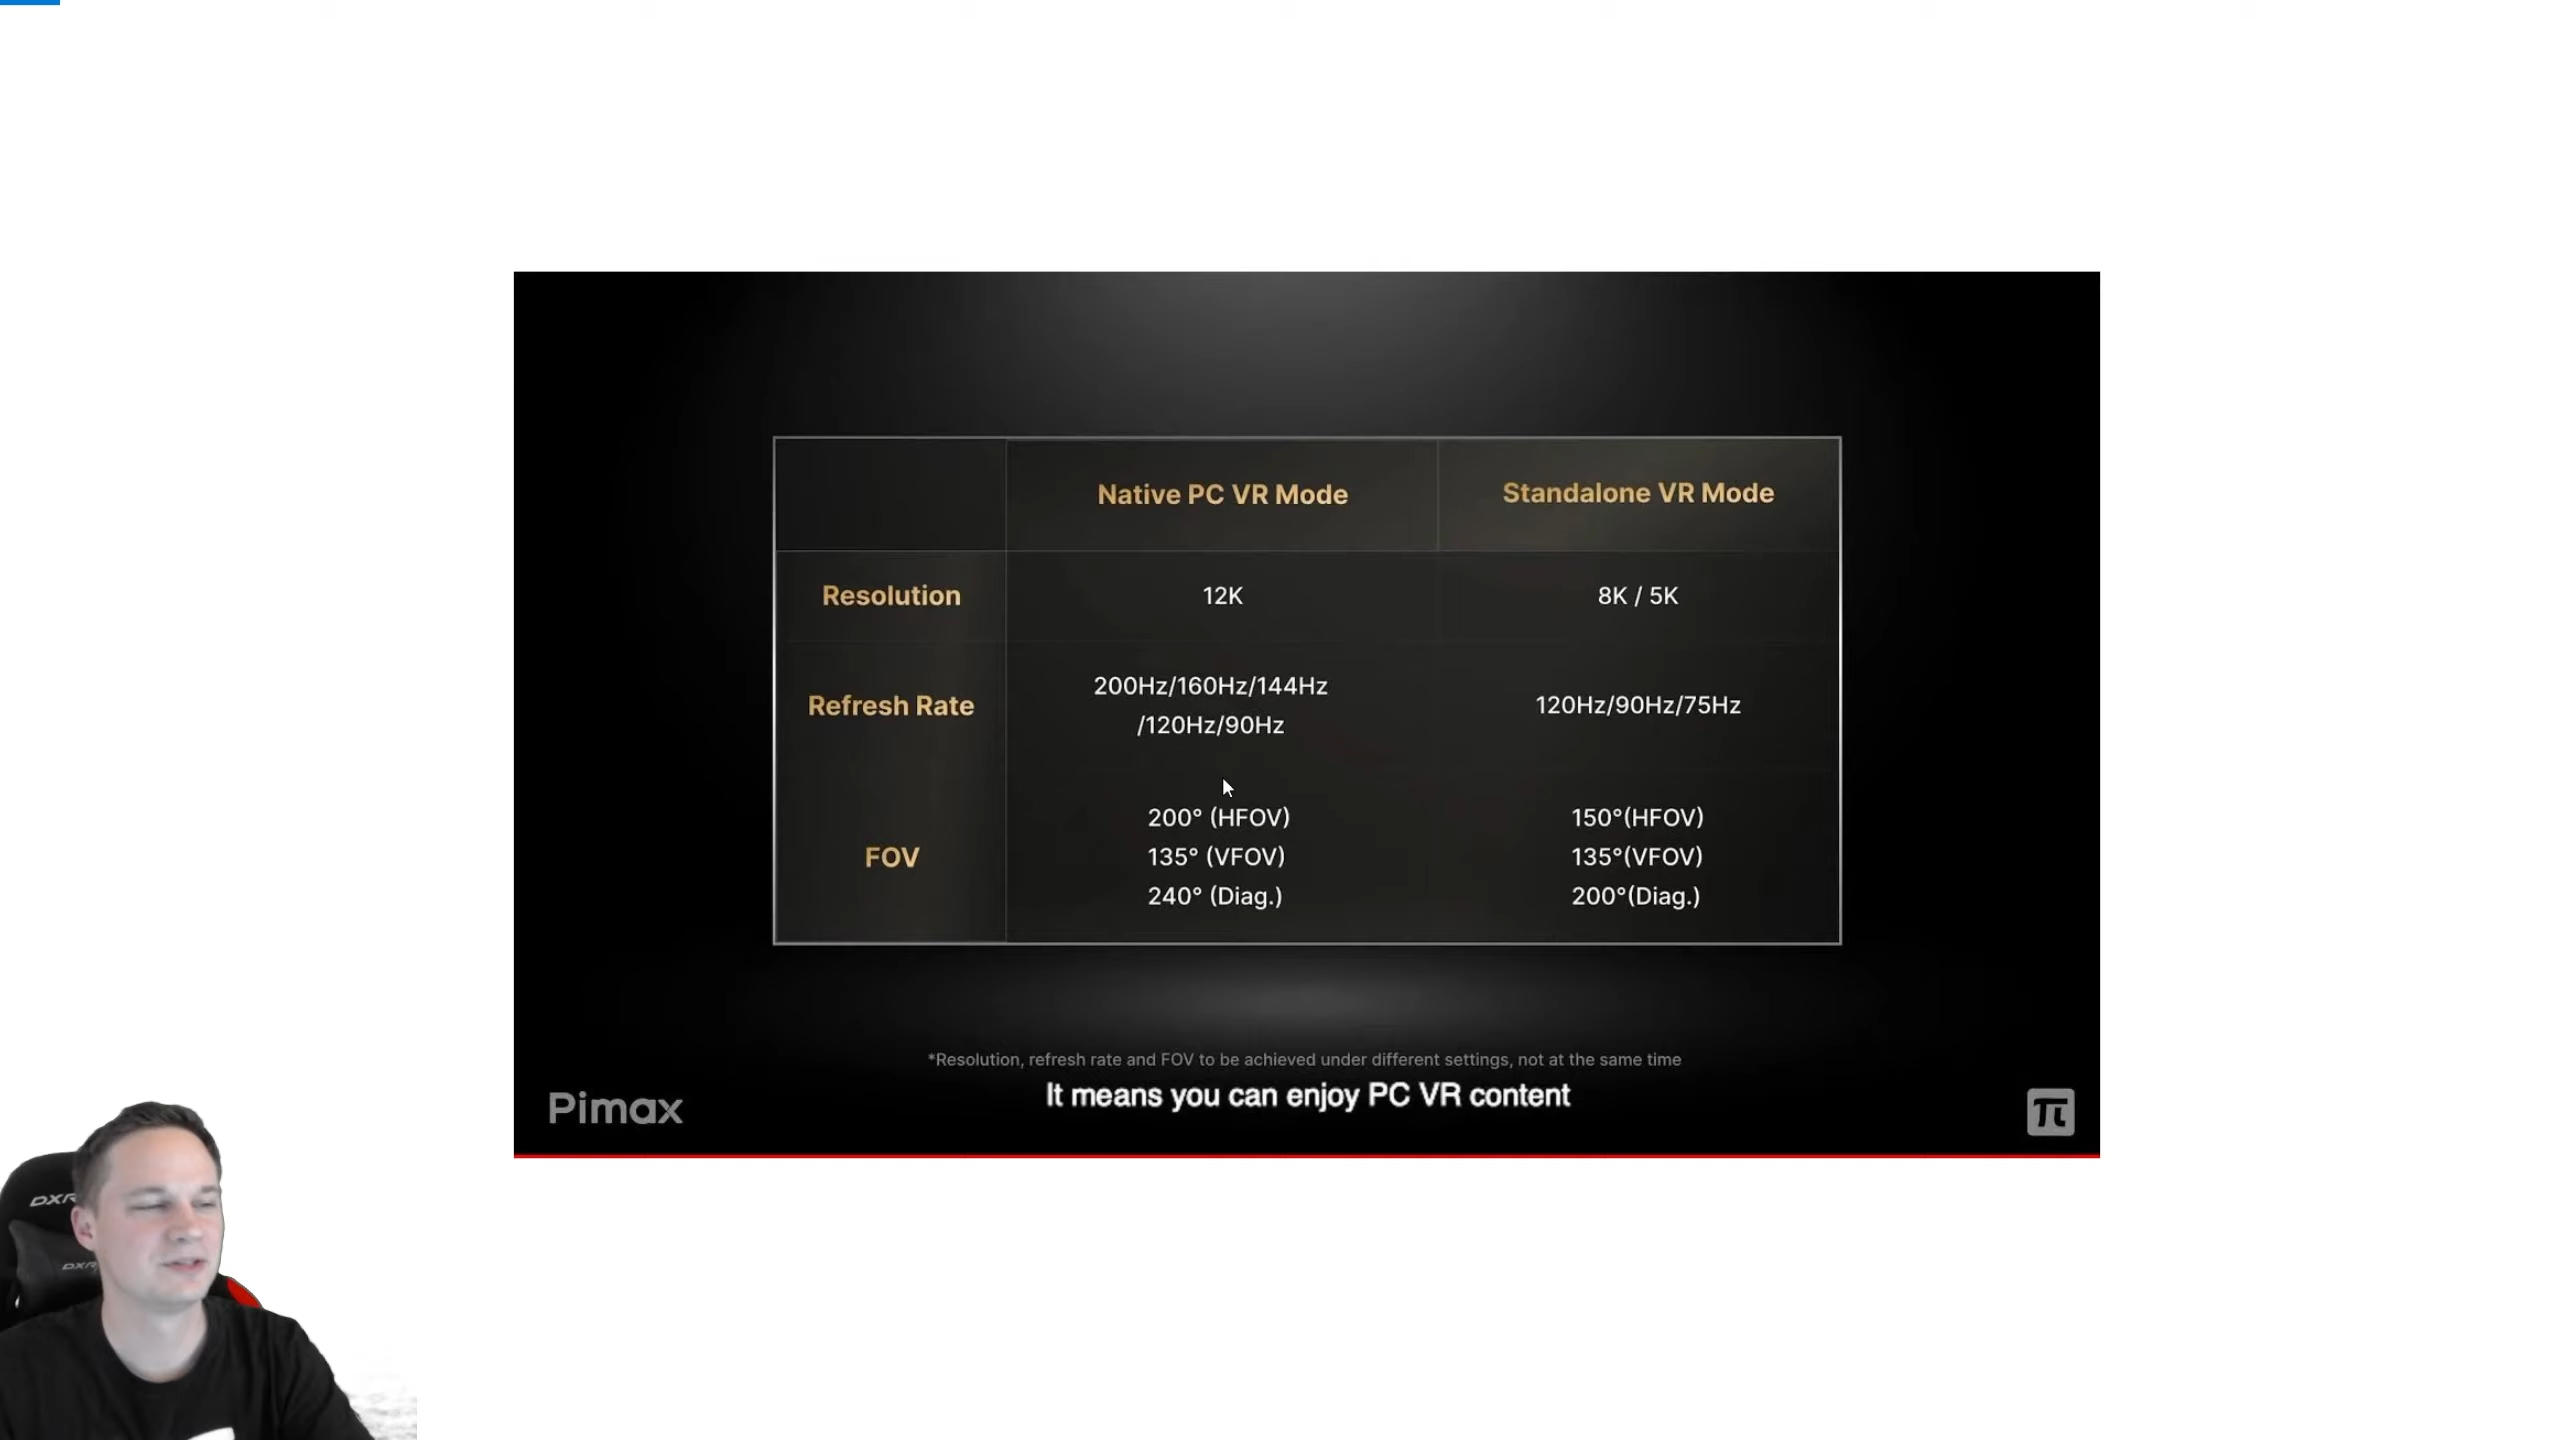 Native PC VR Mode
Standalone VR Mode
Resolution
12K
8K / 5K
Refresh Rate
200Hz/160Hz/144Hz
/120Hz/90Hz
120Hz/90Hz/75Hz
FOV
200° (HFOV)
135° (VFOV)
240° (Diag.)
150°(HFOV)
135°(VFOV)
200°(Diag.)
*Resolution, refresh rate and FOV to be achieved under different settings, not at the same time
It means you can enjoy PC VR content
Pimax
π